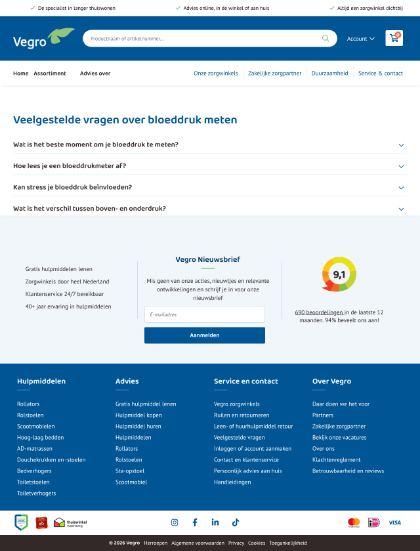 De specialist in langer thuiswonen
Advies online, in de winkel of aan huis
Altijd een zorgwinkel dichtbij
Vegro
Productnaam of artikelnummer...
Account
Home Assortiment Advies over
Onze zorgwinkels Zakelijke zorgpartner Duurzaamheid Service & contact
Veelgestelde vragen over bloeddruk meten
Wat is het beste moment om je bloeddruk te meten?
Hoe lees je een bloeddrukmeter af?
Kan stress je bloeddruk beïnvloeden?
Wat is het verschil tussen boven- en onderdruk?
Gratis hulpmiddelen lenen
Zorgwinkels door heel Nederland
Klantenservice 24/7 bereikbaar
40+ jaar ervaring in hulpmiddelen
Vegro Nieuwsbrief
Mis geen van onze acties, nieuwtjes en relevante
ontwikkelingen en schrijf je in voor onze
nieuwsbrief
E-mailadres
Aanmelden
9,1
690 beoordelingen in de laatste 12
maanden. 94% beveelt ons aan!
Hulpmiddelen
Rollators
Rolstoelen
Scootmobielen
Hoog-laag bedden
AD-matrassen
Douchekrukken en -stoelen
Bedverhogers
Toiletstoelen
Toiletverhogers
Advies
Gratis hulpmiddel lenen
Hulpmiddel kopen
Hulpmiddel huren
Hulpmiddelen
Rollators
Rolstoelen
Sta-opstoel
Scootmobiel
Service en contact
Vegro zorgwinkels
Ruilen en retourneren
Leen- of huurhulpmiddel retour
Veelgestelde vragen
Inloggen of account aanmaken
Contact en klantenservice
Persoonlijk advies aan huis
Handleidingen
Over Vegro
Daar doen we het voor
Partners
Zakelijke zorgpartner
Bekijk onze vacatures
Over ons
Klachtenreglement
Betrouwbaarheid en reviews
VISA
© 2026 Vegro Herroepen Algemene voorwaarden Privacy Cookies Toegankelijkheid